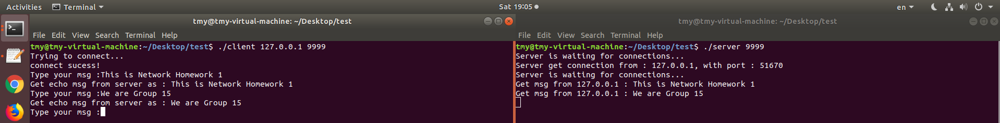 Activities Terminal Sat 19:05 en
tmy@tmy-virtual-machine: ~/Desktop/test
File Edit View Search Terminal Help
tmy@tmy-virtual-machine:~/Desktop/test$ ./client 127.0.0.1 9999
Trying to connect...
connect sucess!
Type your msg :This is Network Homework 1
Get echo msg from server as : This is Network Homework 1
Type your msg :We are Group 15
Get echo msg from server as : We are Group 15
Type your msg :
tmy@tmy-virtual-machine: ~/Desktop/test
File Edit View Search Terminal Help
tmy@tmy-virtual-machine:~/Desktop/test$ ./server 9999
Server is waiting for connections...
Server get connection from : 127.0.0.1, with port : 51670
Server is waiting for connections...
Get msg from 127.0.0.1 : This is Network Homework 1
Get msg from 127.0.0.1 : We are Group 15